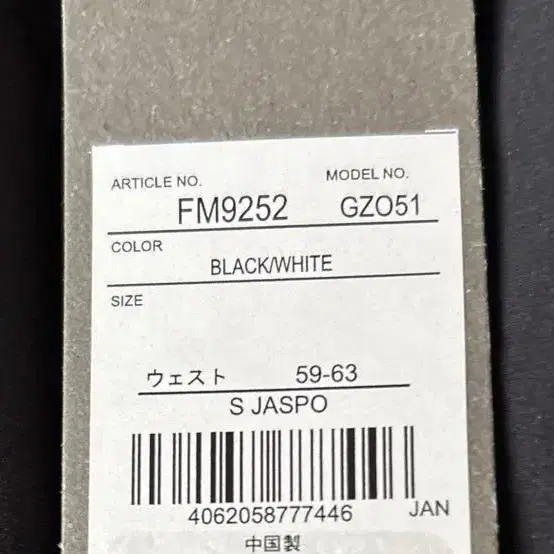 ARTICLE NO. MODEL NO.
FM9252 GZO51
COLOR
BLACK/WHITE
SIZE
ウェスト 59-63
S JASPO
4062058777446 JAN
中国製